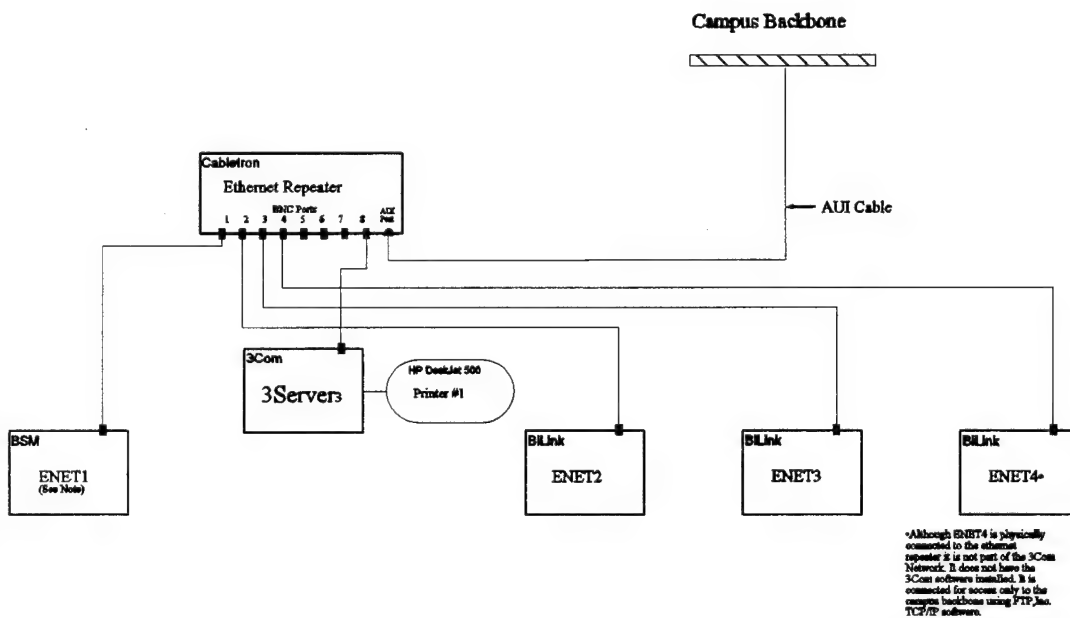 Campus Backbone
Cabletron
Ethernet Repeater
BNC Ports
AUI
Port
1 2 3 4 5 6 7 8
AUI Cable
3Com
3Server3
HP DeskJet 500
Printer #1
BSM
ENET1
(See Note)
BiLink
ENET2
BiLink
ENET3
BiLink
ENET4*
*Although ENET4 is physically
connected to the ethernet
repeater it is not part of the 3Com
Network. It does not have the
3Com software installed. It is
connected for access only to the
campus backbone using FTP,Inc.
TCP/IP software.